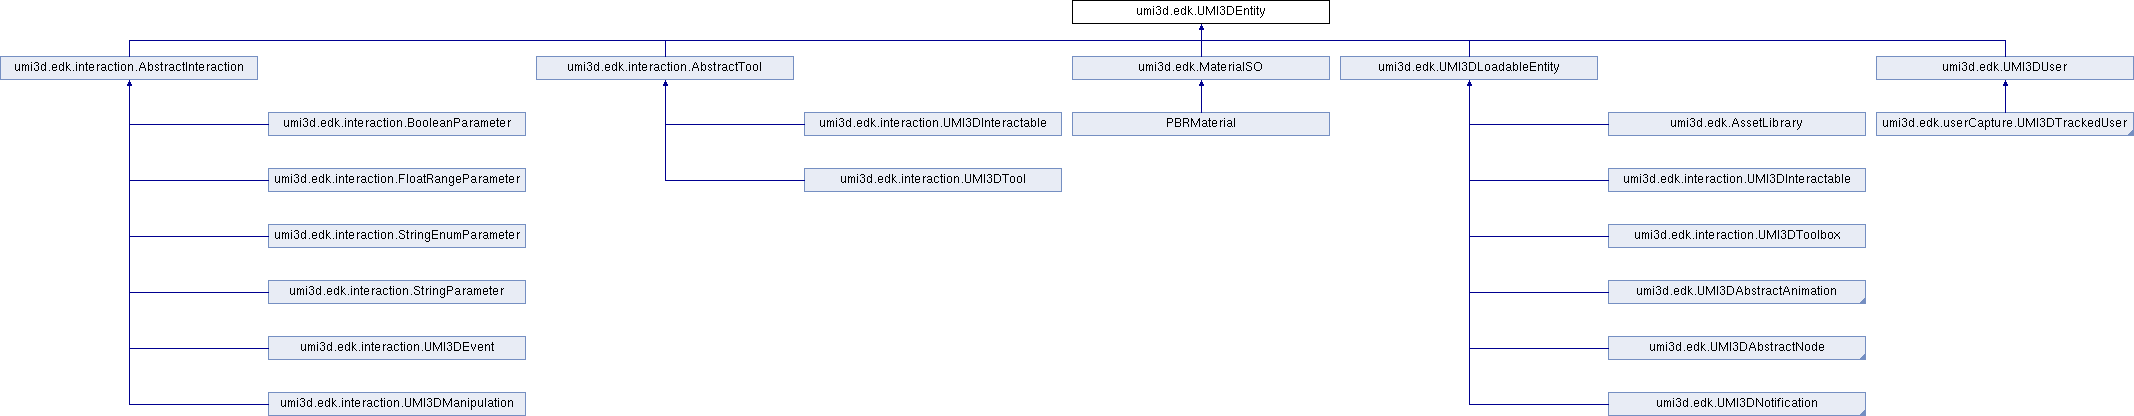 umi3d.edk.UMI3DEntity
umi3d.edk.interaction.AbstractInteraction
umi3d.edk.interaction.AbstractTool
umi3d.edk.MaterialSO
umi3d.edk.UMI3DLoadableEntity
umi3d.edk.UMI3DUser
umi3d.edk.interaction.BooleanParameter
umi3d.edk.interaction.UMI3DInteractable
PBRMaterial
umi3d.edk.AssetLibrary
umi3d.edk.userCapture.UMI3DTrackedUser
umi3d.edk.interaction.FloatRangeParameter
umi3d.edk.interaction.UMI3DTool
umi3d.edk.interaction.UMI3DInteractable
umi3d.edk.interaction.StringEnumParameter
umi3d.edk.interaction.UMI3DToolbox
umi3d.edk.interaction.StringParameter
umi3d.edk.UMI3DAbstractAnimation
umi3d.edk.interaction.UMI3DEvent
umi3d.edk.UMI3DAbstractNode
umi3d.edk.interaction.UMI3DManipulation
umi3d.edk.UMI3DNotification